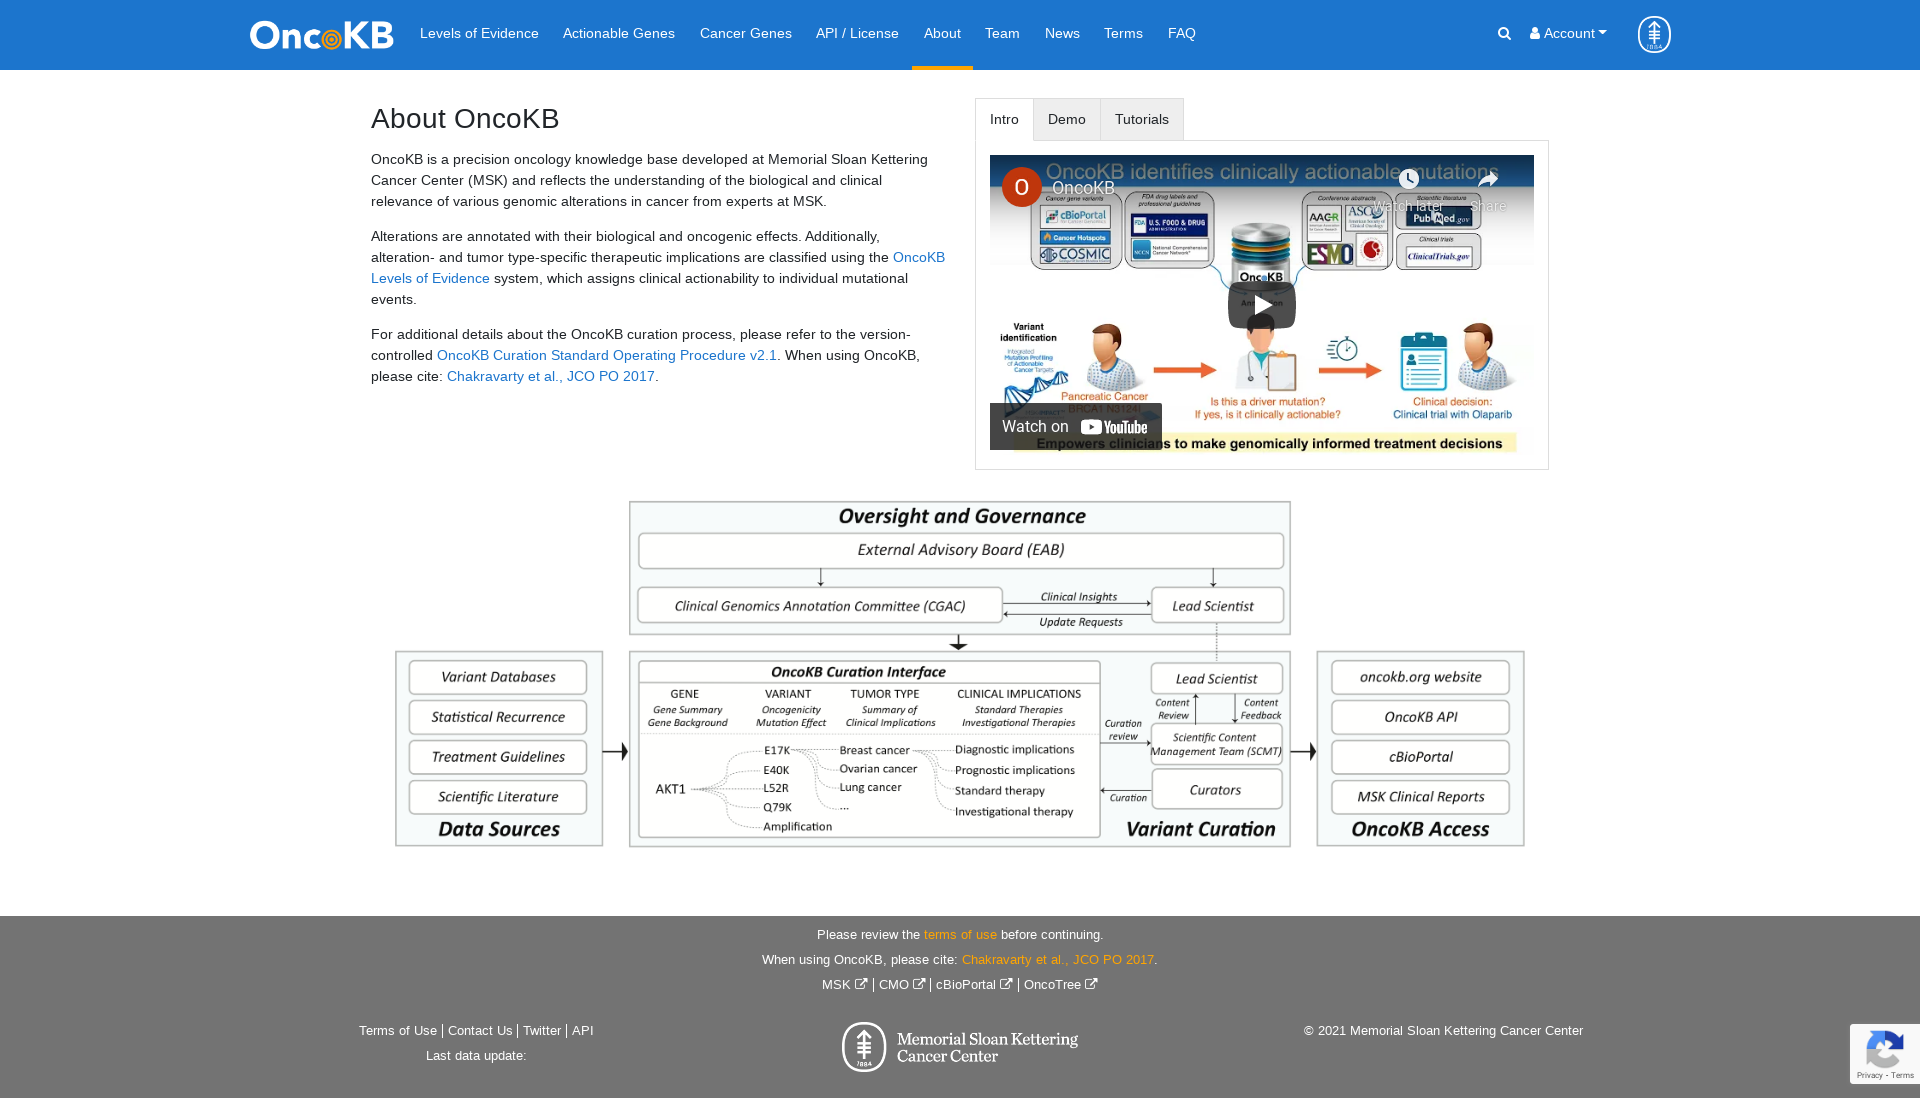 OncoKB
Levels of Evidence
Actionable Genes
Cancer Genes
API / License
About
Team
News
Terms
FAQ
Account
About OncoKB
OncoKB is a precision oncology knowledge base developed at Memorial Sloan Kettering
Cancer Center (MSK) and reflects the understanding of the biological and clinical
relevance of various genomic alterations in cancer from experts at MSK.
Alterations are annotated with their biological and oncogenic effects. Additionally,
alteration- and tumor type-specific therapeutic implications are classified using the OncoKB
Levels of Evidence system, which assigns clinical actionability to individual mutational
events.
For additional details about the OncoKB curation process, please refer to the version-
controlled OncoKB Curation Standard Operating Procedure v2.1. When using OncoKB,
please cite: Chakravarty et al., JCO PO 2017.
Intro
Demo
Tutorials
OncoKB identifies clinically actionable mutations
O
OncoKB
Watch later
Share
Cancer gene variants
FDA drug labels and
professional guidelines
Conference abstracts
Scientific literature
cBioPortal
Cancer Hotspots
COSMIC
FDA U.S. FOOD & DRUG
ADMINISTRATION
NCCN National Comprehensive
Cancer Network
AACR
ASCO
ESMO
PubMed.gov
Clinical trials
ClinicalTrials.gov
OncKB
Variant
identification
Integrated
Mutation Profiling
of Actionable
Cancer Targets
Pancreatic Cancer
BRCA1 N3124I
Is this a driver mutation?
If yes, is it clinically actionable?
Clinical decision:
Clinical trial with Olaparib
Watch on YouTube
Empowers clinicians to make genomically informed treatment decisions
Oversight and Governance
External Advisory Board (EAB)
Clinical Genomics Annotation Committee (CGAC)
Clinical Insights
Update Requests
Lead Scientist
Variant Databases
Statistical Recurrence
Treatment Guidelines
Scientific Literature
Data Sources
OncoKB Curation Interface
GENE
Gene Summary
Gene Background
VARIANT
Oncogenicity
Mutation Effect
TUMOR TYPE
Summary of
Clinical Implications
CLINICAL IMPLICATIONS
Standard Therapies
Investigational Therapies
AKT1
E17K
E40K
L52R
Q79K
Amplification
Breast cancer
Ovarian cancer
Lung cancer
...
Diagnostic implications
Prognostic implications
Standard therapy
Investigational therapy
Curation
review
Curation
Lead Scientist
Content
Review
Content
Feedback
Scientific Content
Management Team (SCMT)
Curators
Variant Curation
oncokb.org website
OncoKB API
cBioPortal
MSK Clinical Reports
OncoKB Access
Please review the terms of use before continuing.
When using OncoKB, please cite: Chakravarty et al., JCO PO 2017.
MSK | CMO | cBioPortal | OncoTree
Terms of Use | Contact Us | Twitter | API
Last data update:
1884
Memorial Sloan Kettering
Cancer Center
© 2021 Memorial Sloan Kettering Cancer Center
Privacy - Terms